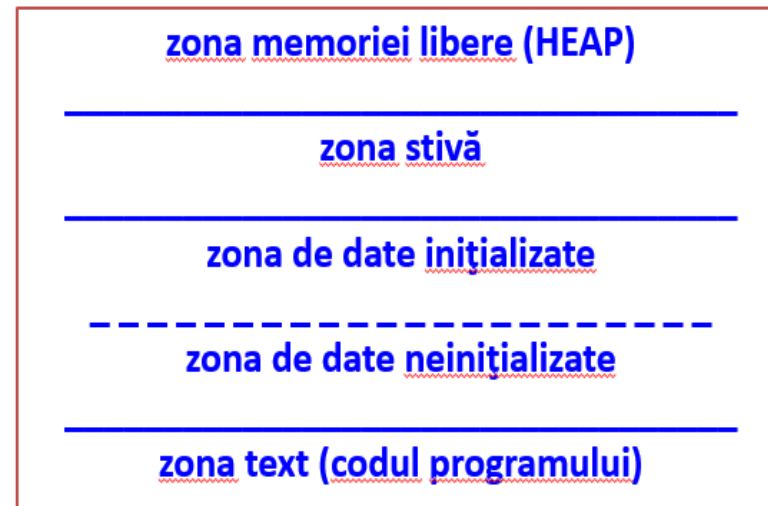 zona memoriei libere (HEAP)
zona stivă
zona de date iniţializate
zona de date neiniţializate
zona text (codul programului)